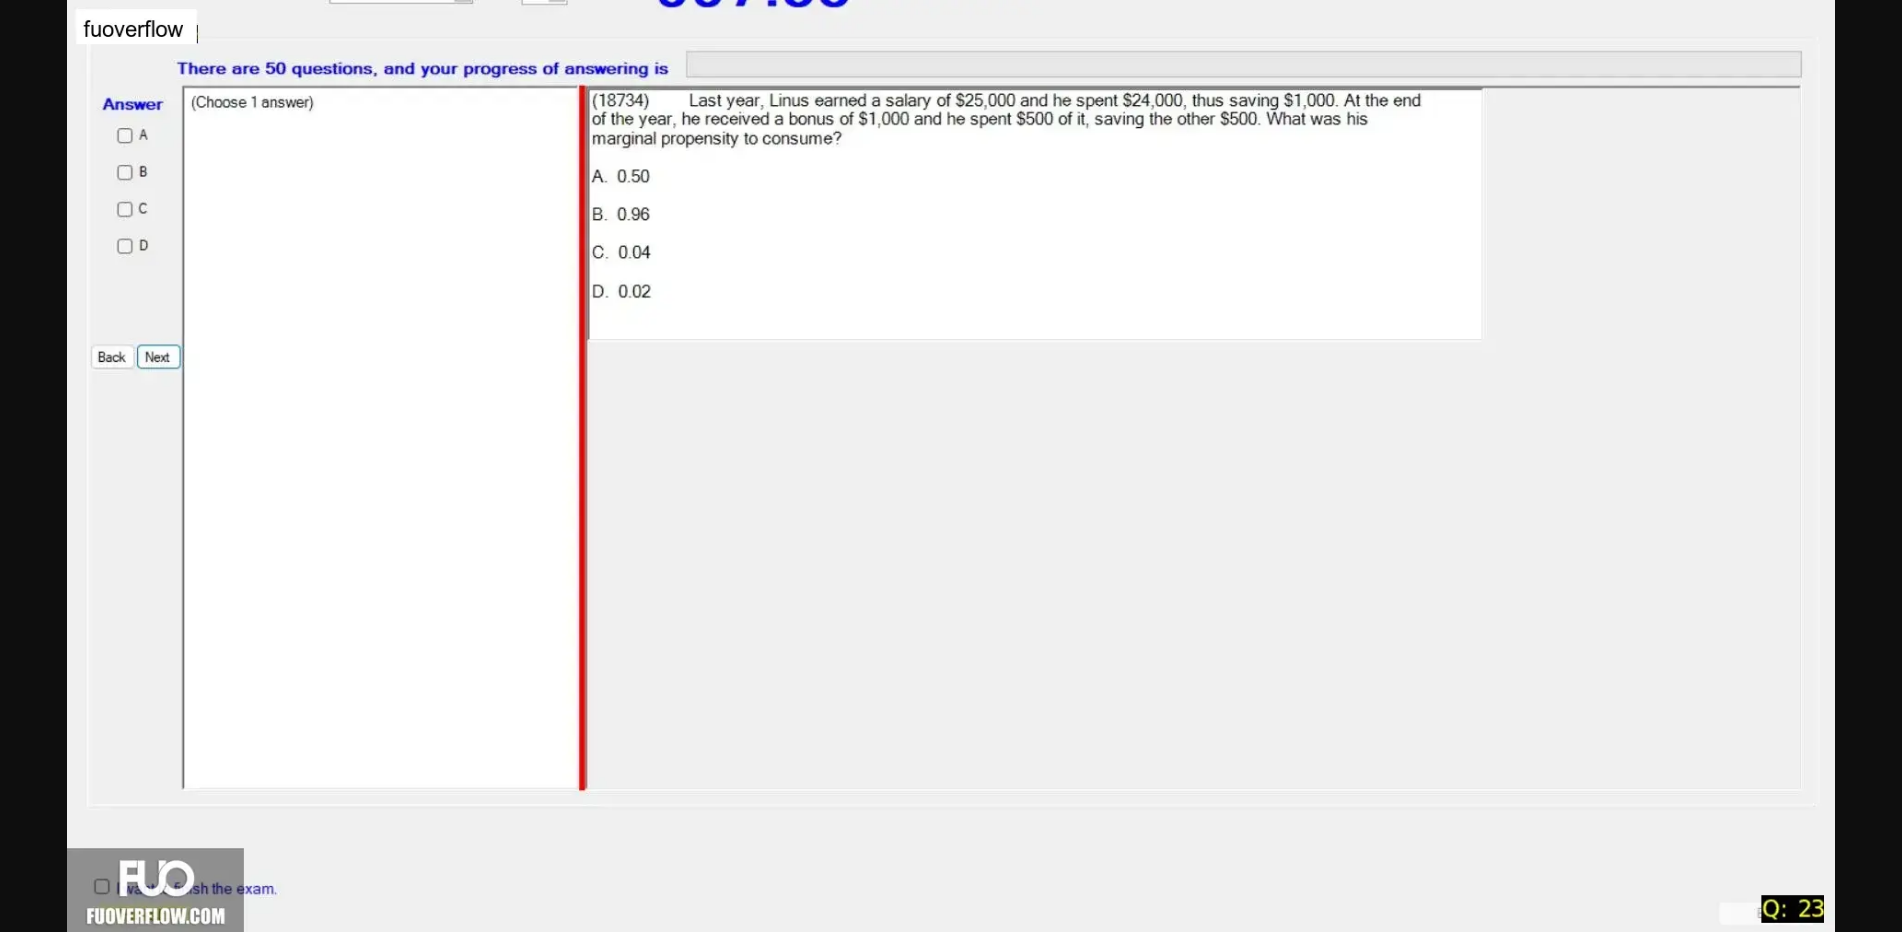 fuoverflow
There are 50 questions, and your progress of answering is
Answer
(Choose 1 answer)
A
B
C
D
Back
Next
(18734) Last year, Linus earned a salary of $25,000 and he spent $24,000, thus saving $1,000. At the end
of the year, he received a bonus of $1,000 and he spent $500 of it, saving the other $500. What was his
marginal propensity to consume?
A. 0.50
B. 0.96
C. 0.04
D. 0.02
FUO
the exam.
FUOVERFLOW.COM
Q: 23